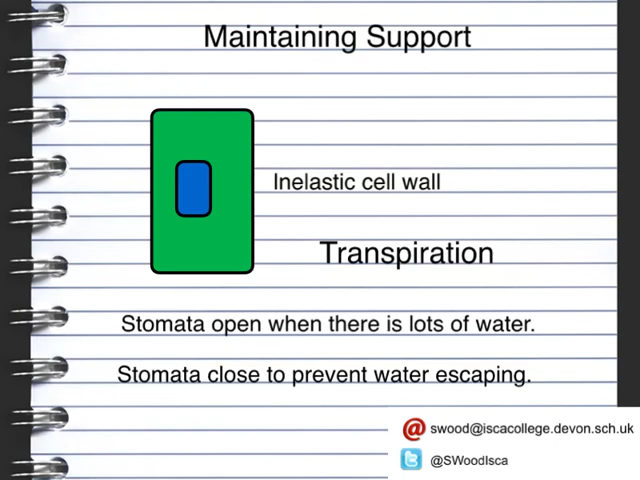 Maintaining Support
Inelastic cell wall
Transpiration
Stomata open when there is lots of water.
Stomata close to prevent water escaping.
swood@iscacollege.devon.sch.uk
@SWoodIsca